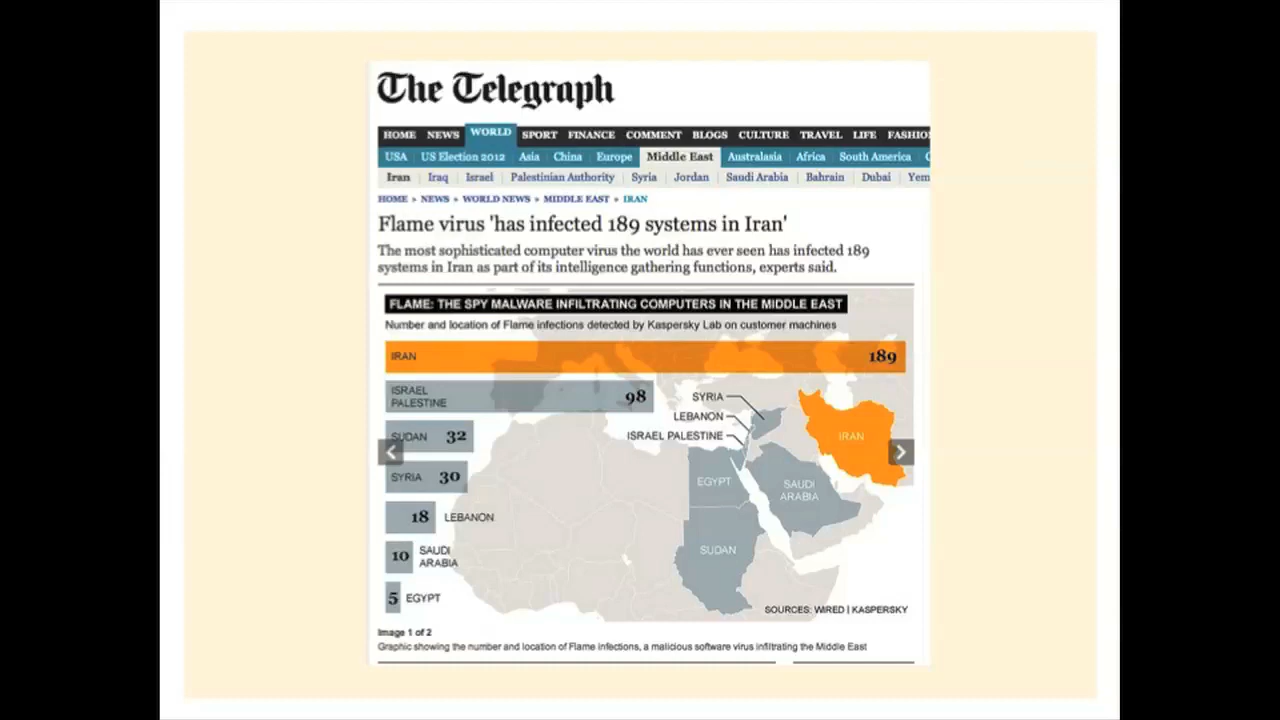 The Telegraph
HOME NEWS WORLD SPORT FINANCE COMMENT BLOGS CULTURE TRAVEL LIFE FASHIO
USA US Election 2012 Asia China Europe Middle East Australasia Africa South America
Iran Iraq Israel Palestinian Authority Syria Jordan Saudi Arabia Bahrain Dubai Yem
HOME » NEWS » WORLD NEWS » MIDDLE EAST » IRAN
Flame virus 'has infected 189 systems in Iran'
The most sophisticated computer virus the world has ever seen has infected 189
systems in Iran as part of its intelligence gathering functions, experts said.
FLAME: THE SPY MALWARE INFILTRATING COMPUTERS IN THE MIDDLE EAST
Number and location of Flame infections detected by Kaspersky Lab on customer machines
IRAN 189
ISRAEL
PALESTINE 98
SUDAN 32
SYRIA 30
18 LEBANON
10 SAUDI
ARABIA
5 EGYPT
SYRIA
LEBANON
ISRAEL PALESTINE
IRAN
EGYPT
SAUDI
ARABIA
SUDAN
SOURCES: WIRED | KASPERSKY
Image 1 of 2
Graphic showing the number and location of Flame infections, a malicious software virus infiltrating the Middle East